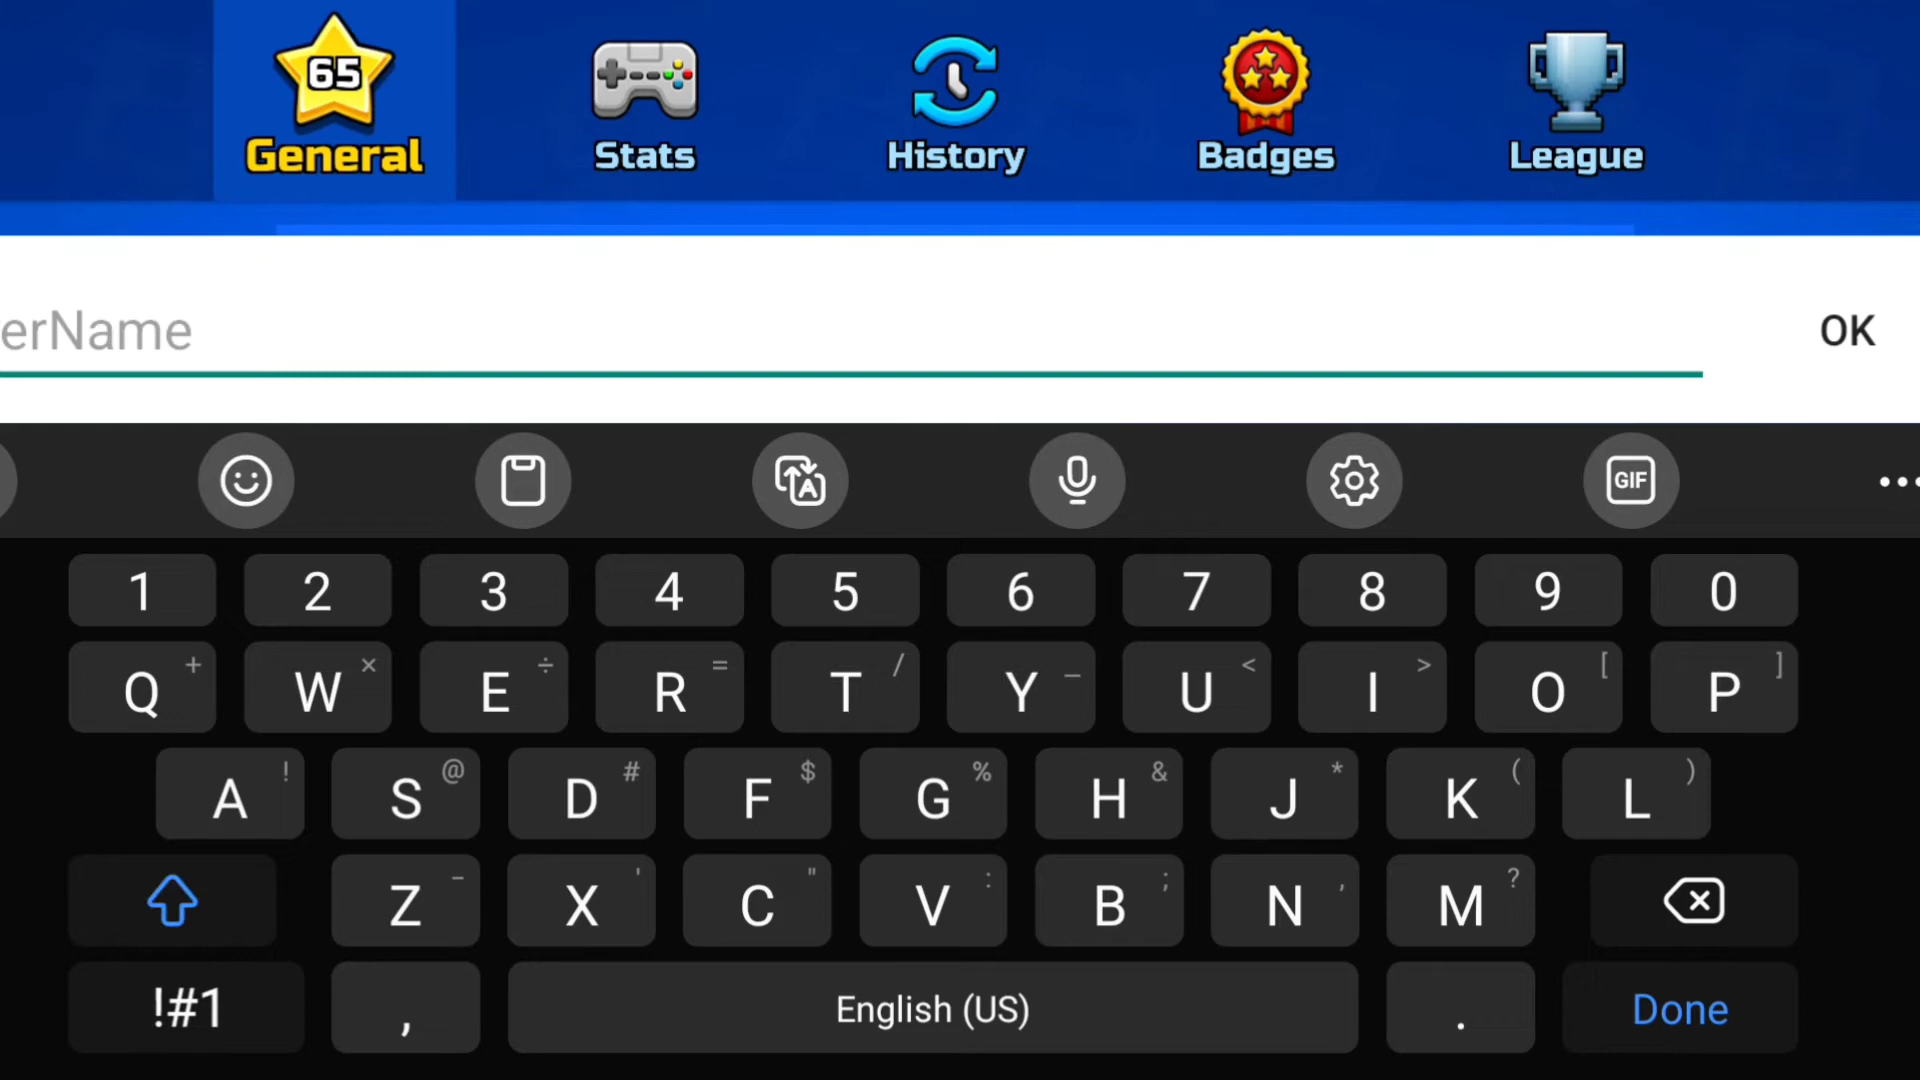 65
General
Stats
History
Badges
League
erName
OK
GIF
1 2 3 4 5 6 7 8 9 0
Q + W × E ÷ R = T / Y _ U < I > O [ P ]
A ! S @ D # F $ G % H & J * K ( L )
Z - X ' C " V : B ; N , M ?
!#1 , English (US) . Done